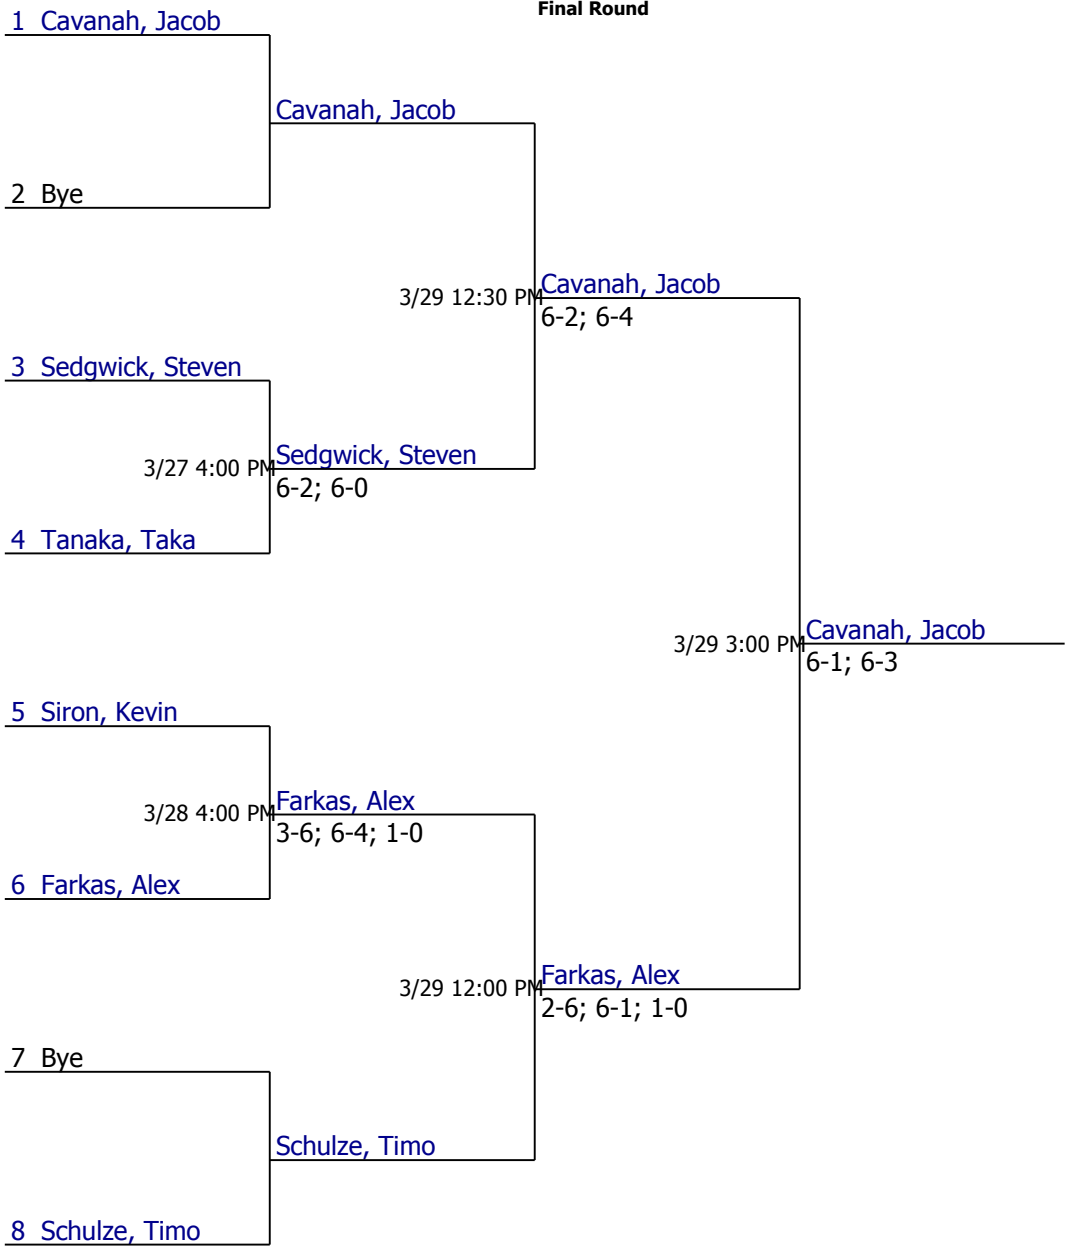 Final Round
1 Cavanah, Jacob
Cavanah, Jacob
2 Bye
3/29 12:30 PM
Cavanah, Jacob
6-2; 6-4
3 Sedgwick, Steven
3/27 4:00 PM
Sedgwick, Steven
6-2; 6-0
4 Tanaka, Taka
3/29 3:00 PM
Cavanah, Jacob
6-1; 6-3
5 Siron, Kevin
3/28 4:00 PM
Farkas, Alex
3-6; 6-4; 1-0
6 Farkas, Alex
3/29 12:00 PM
Farkas, Alex
2-6; 6-1; 1-0
7 Bye
Schulze, Timo
8 Schulze, Timo